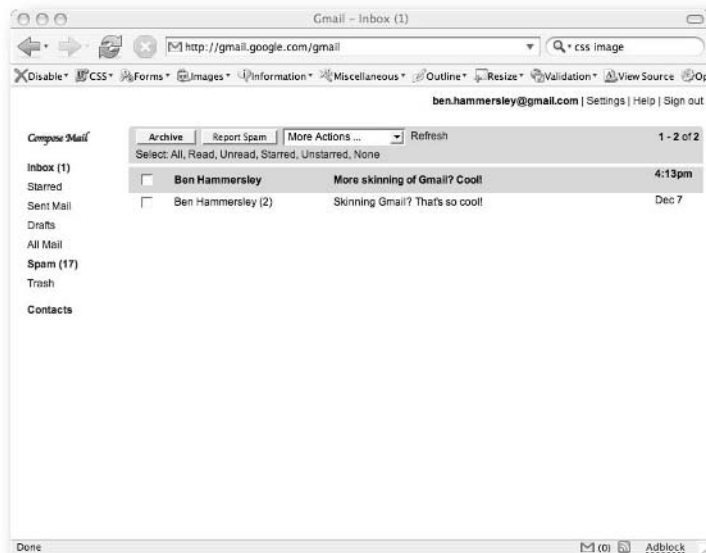 Gmail – Inbox (1)
http://gmail.google.com/gmail css image
Disable CSS Forms Images Information Miscellaneous Outline Resize Validation View Source Op
ben.hammersley@gmail.com | Settings | Help | Sign out
Compose Mail
Archive Report Spam More Actions ... Refresh 1 - 2 of 2
Select: All, Read, Unread, Starred, Unstarred, None
Inbox (1)
Starred
Sent Mail
Drafts
All Mail
Spam (17)
Trash
Contacts
Ben Hammersley More skinning of Gmail? Cool! 4:13pm
Ben Hammersley (2) Skinning Gmail? That's so cool! Dec 7
Done (0) Adblock